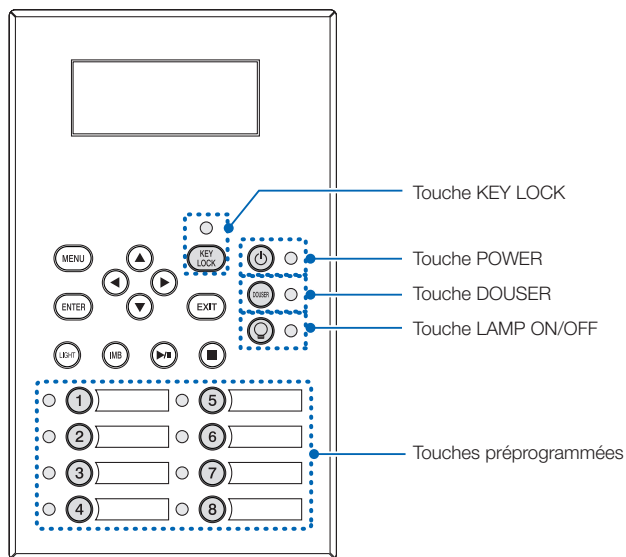 Touche KEY LOCK
MENU
KEY
LOCK
Touche POWER
DOUSER
Touche DOUSER
ENTER
EXIT
Touche LAMP ON/OFF
LIGHT
IMB
1
5
2
6
Touches préprogrammées
3
7
4
8